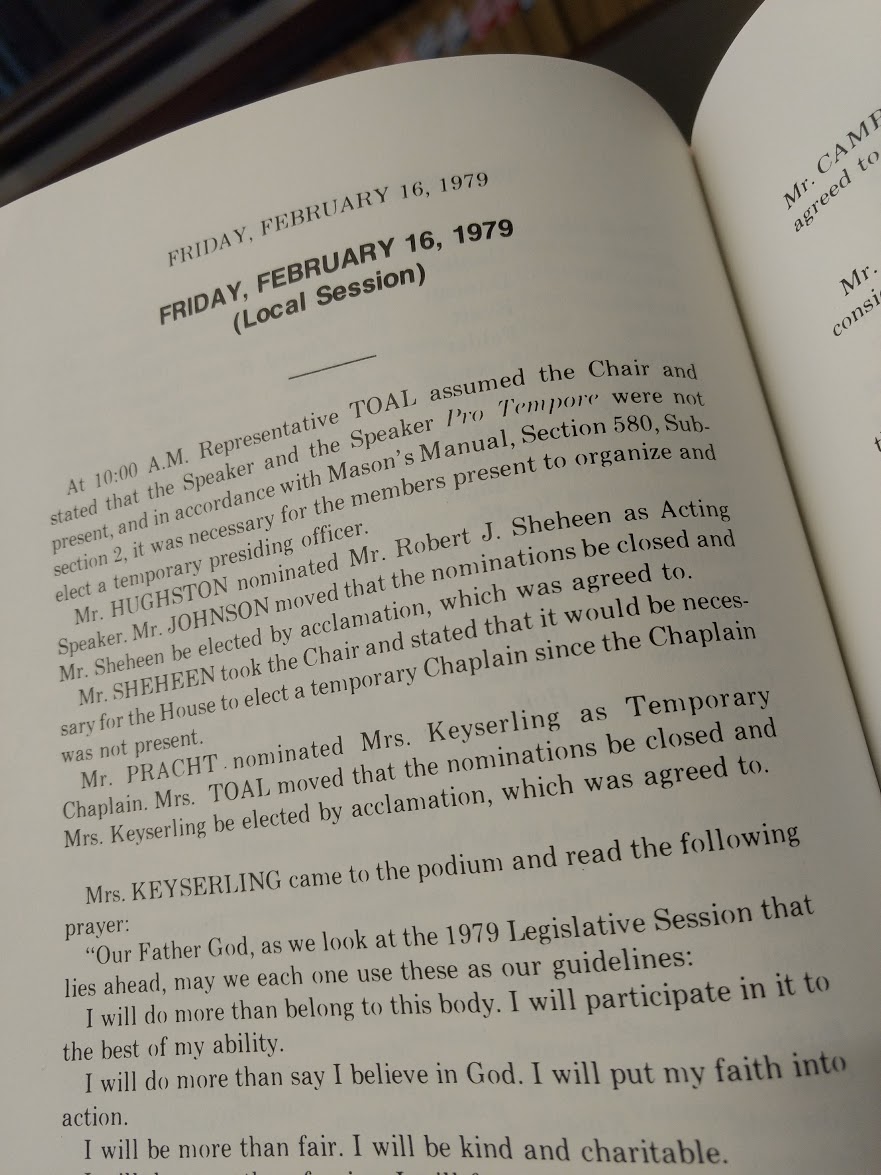 FRIDAY, FEBRUARY 16, 1979
FRIDAY, FEBRUARY 16, 1979
(Local Session)
At 10:00 A.M. Representative TOAL assumed the Chair and
stated that the Speaker and the Speaker Pro Tempore were not
present, and in accordance with Mason's Manual, Section 580, Sub-
section 2, it was necessary for the members present to organize and
elect a temporary presiding officer.
Mr. HUGHSTON nominated Mr. Robert J. Sheheen as Acting
Speaker. Mr. JOHNSON moved that the nominations be closed and
Mr. Sheheen be elected by acclamation, which was agreed to.
Mr. SHEHEEN took the Chair and stated that it would be neces-
sary for the House to elect a temporary Chaplain since the Chaplain
was not present.
Mr. PRACHT nominated Mrs. Keyserling as Temporary
Chaplain. Mrs. TOAL moved that the nominations be closed and
Mrs. Keyserling be elected by acclamation, which was agreed to.
Mrs. KEYSERLING came to the podium and read the following
prayer:
“Our Father God, as we look at the 1979 Legislative Session that
lies ahead, may we each one use these as our guidelines:
I will do more than belong to this body. I will participate in it to
the best of my ability.
I will do more than say I believe in God. I will put my faith into
action.
I will be more than fair. I will be kind and charitable.
Mr.
agreed to
Mr.